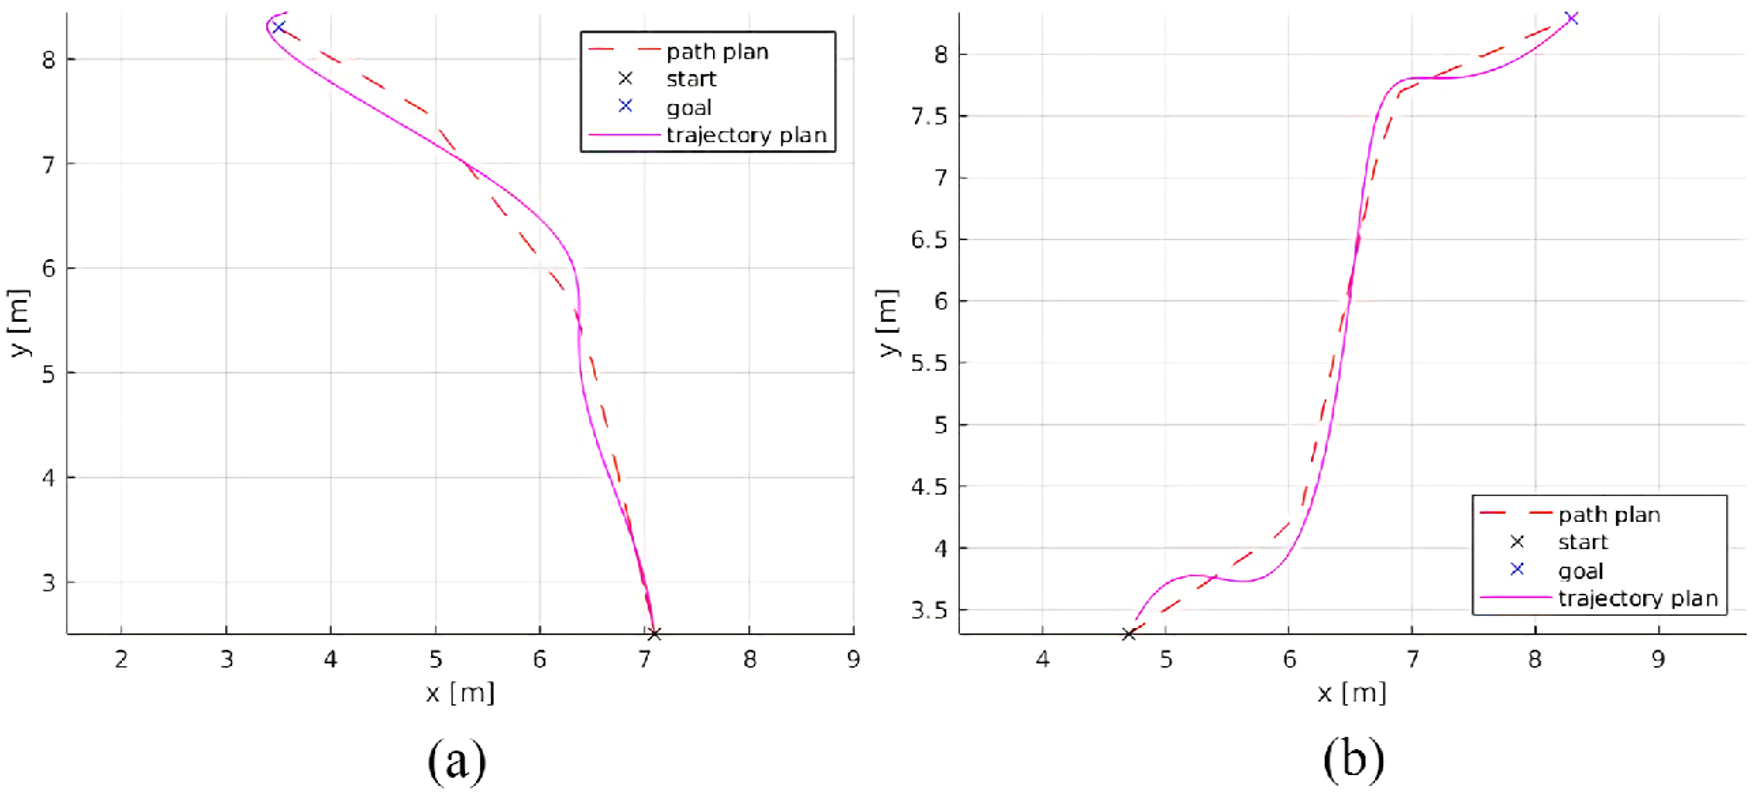 path plan
start
goal
trajectory plan
8
7
6
5
4
3
y [m]
2 3 4 5 6 7 8 9
x [m]
(a)
8
7.5
7
6.5
6
5.5
5
4.5
4
3.5
y [m]
path plan
start
goal
trajectory plan
4 5 6 7 8 9
x [m]
(b)